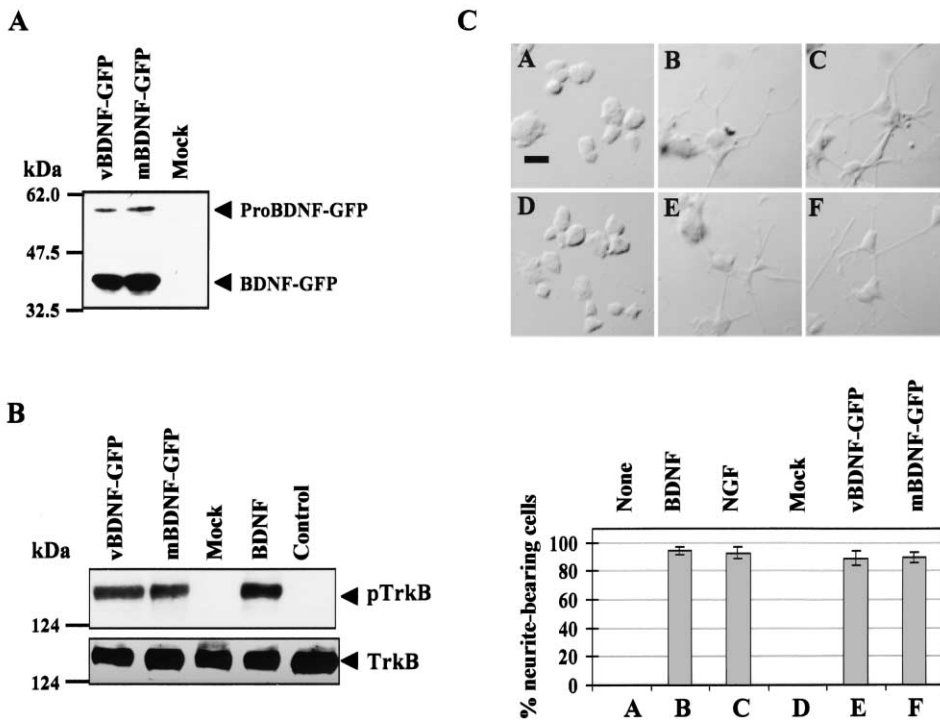 A
vBDNF-GFP
mBDNF-GFP
Mock
kDa
62.0
47.5
32.5
ProBDNF-GFP
BDNF-GFP
B
vBDNF-GFP
mBDNF-GFP
Mock
BDNF
Control
kDa
124
124
pTrkB
TrkB
C
A
B
C
D
E
F
None
BDNF
NGF
Mock
vBDNF-GFP
mBDNF-GFP
% neurite-bearing cells
100
80
60
40
20
0
A
B
C
D
E
F